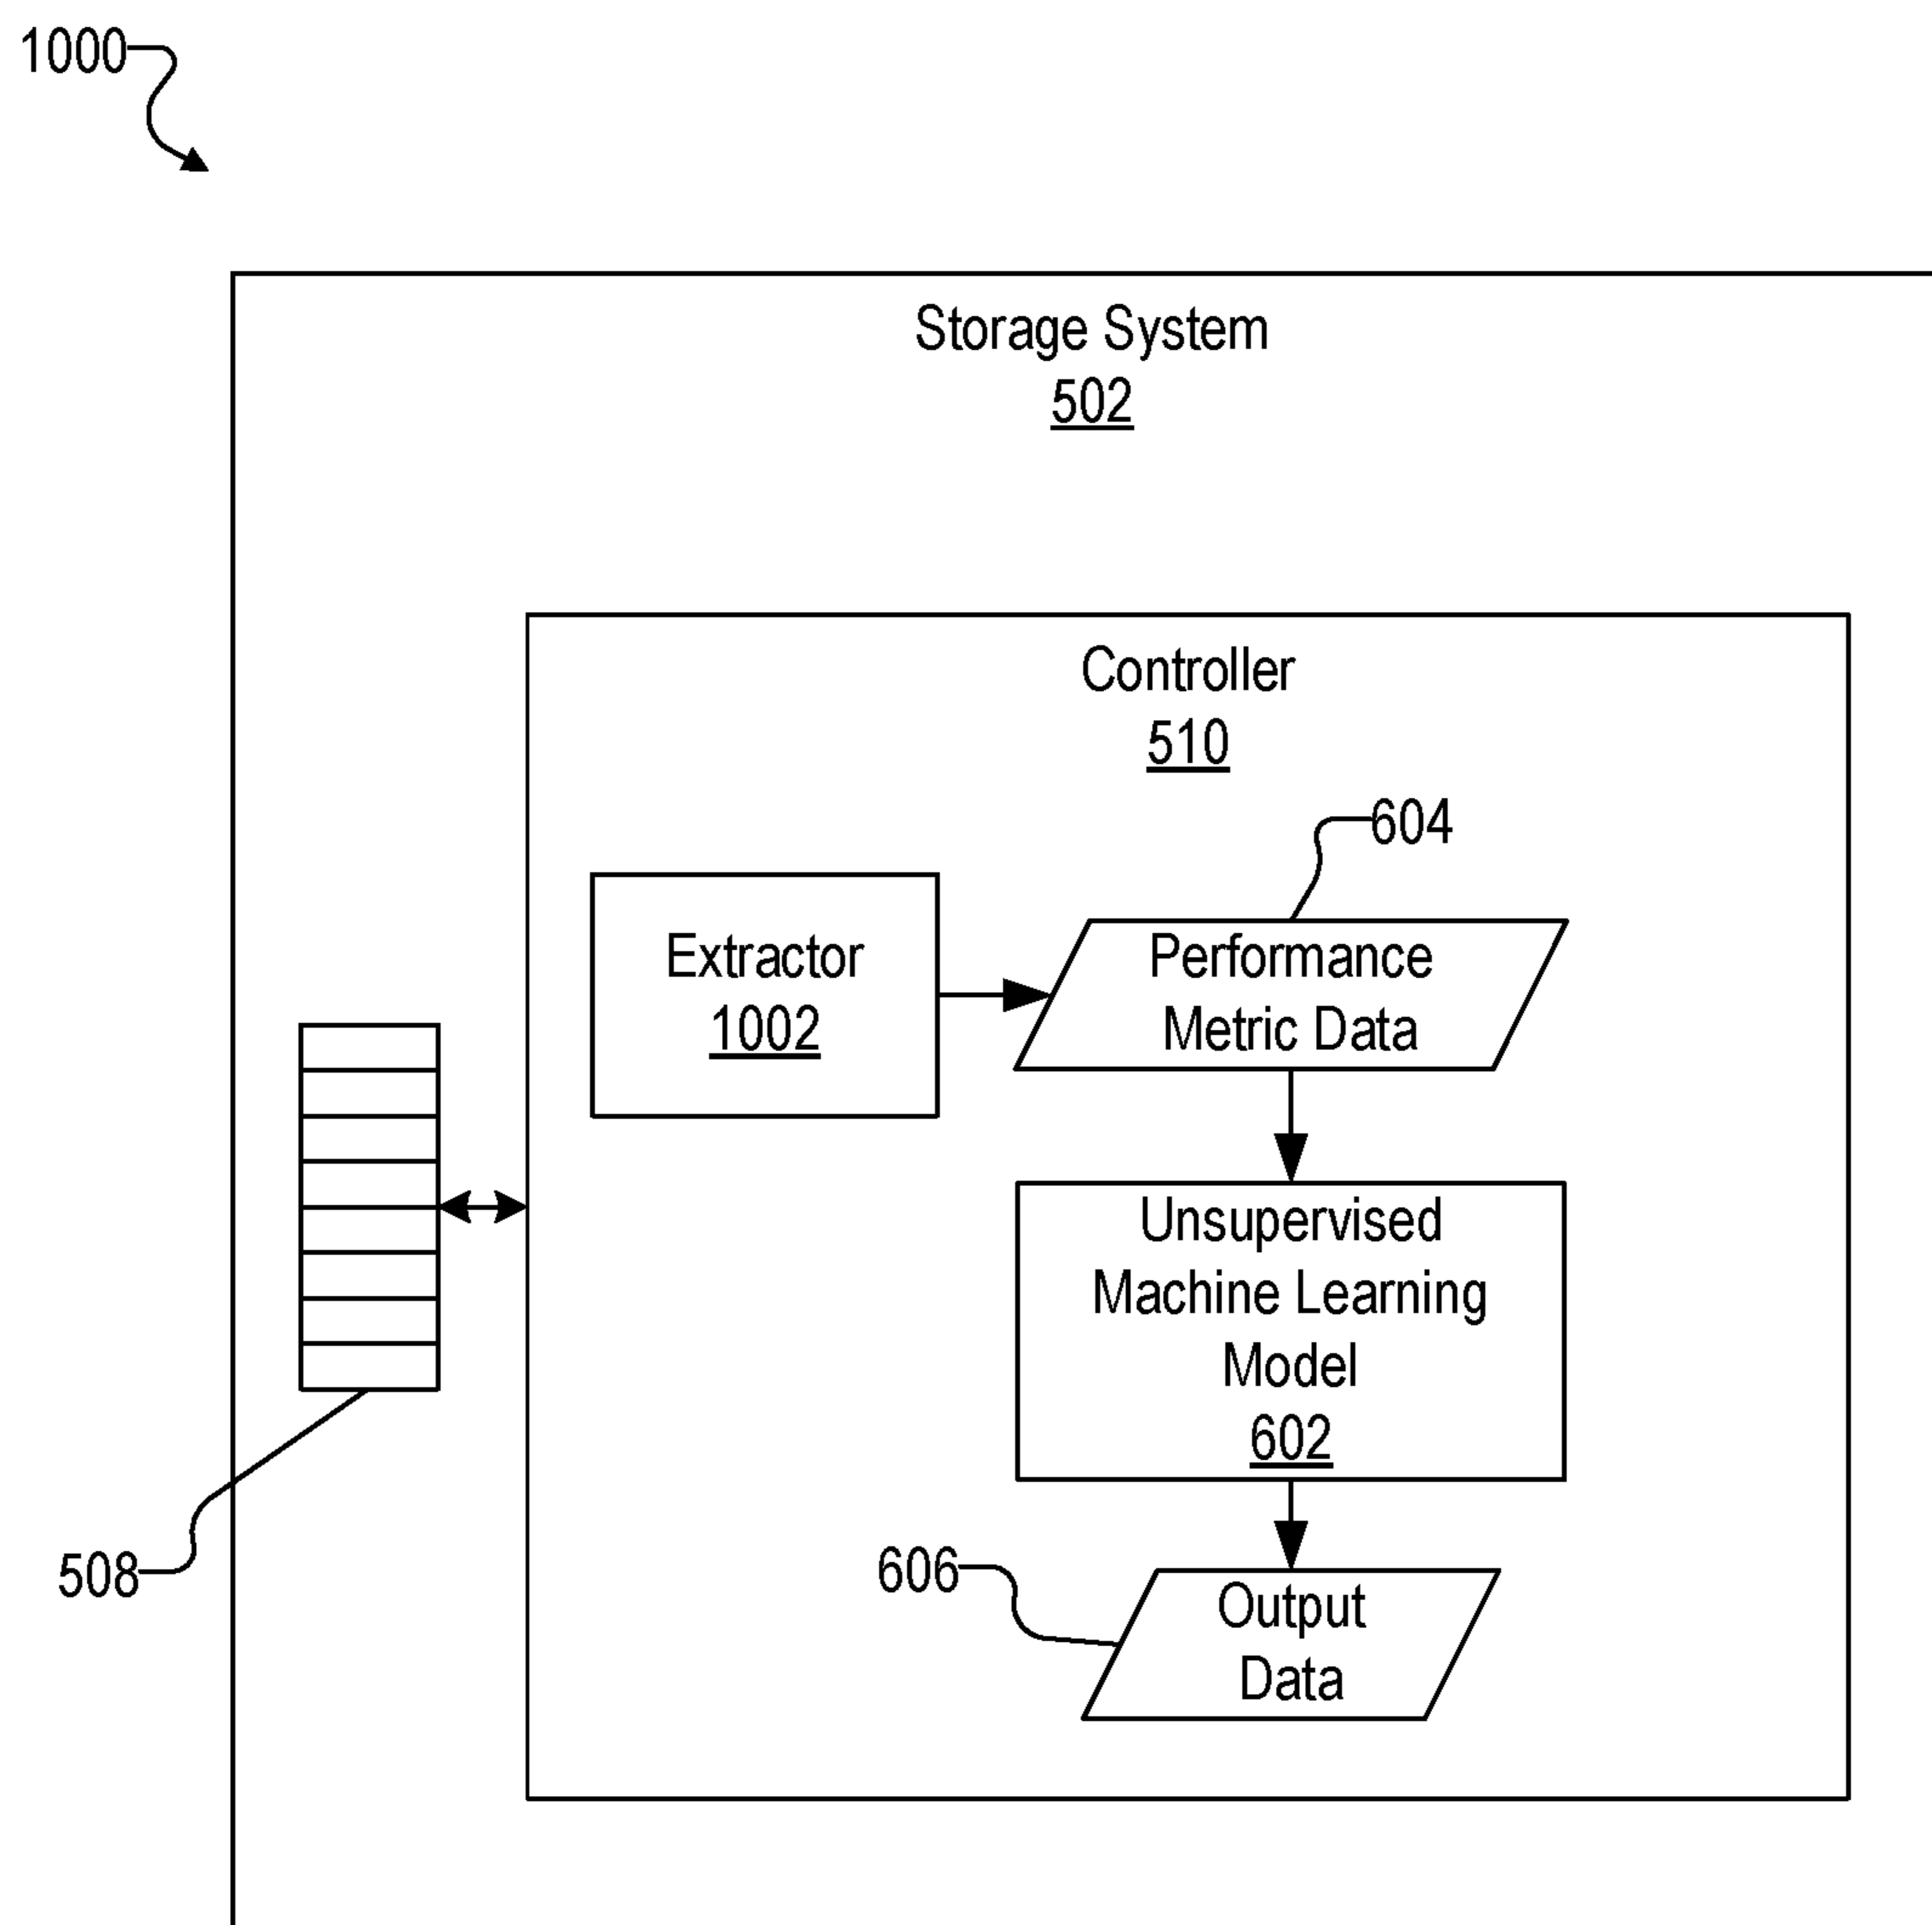 1000
Storage System
502
Controller
510
604
Extractor
1002
Performance
Metric Data
Unsupervised
Machine Learning
Model
602
508
606
Output
Data